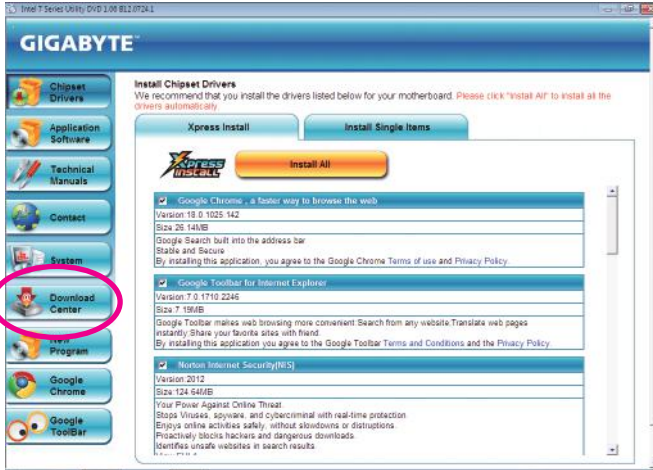 Intel 7 Series Utility DVD 1.00 B12.0724.1
GIGABYTE™
Chipset
Drivers
Application
Software
Technical
Manuals
Contact
System
Download
Center
New
Program
Google
Chrome
Google
ToolBar
Install Chipset Drivers
We recommend that you install the drivers listed below for your motherboard. Please click "Install All" to install all the
drivers automatically.
Xpress Install
Install Single Items
Xpress
Install
Install All
Google Chrome , a faster way to browse the web
Version:18.0.1025.142
Size:26.14MB
Google Search built into the address bar
Stable and Secure
By installing this application, you agree to the Google Chrome Terms of use and Privacy Policy.
Google Toolbar for Internet Explorer
Version:7.0.1710.2246
Size:7.19MB
Google Toolbar makes web browsing more convenient.Search from any website.Translate web pages
instantly.Share your favorite sites with friend.
By installing this application you agree to the Google Toolbar Terms and Conditions and the Privacy Policy.
Norton Internet Security(NIS)
Version:2012
Size:124.64MB
Your Power Against Online Threat
Stops Viruses, spyware, and cybercriminal with real-time protection
Enjoys online activities safely, without slowdowns or distruptions
Proactively blocks hackers and dangerous downloads
Identifies unsafe websites in search results